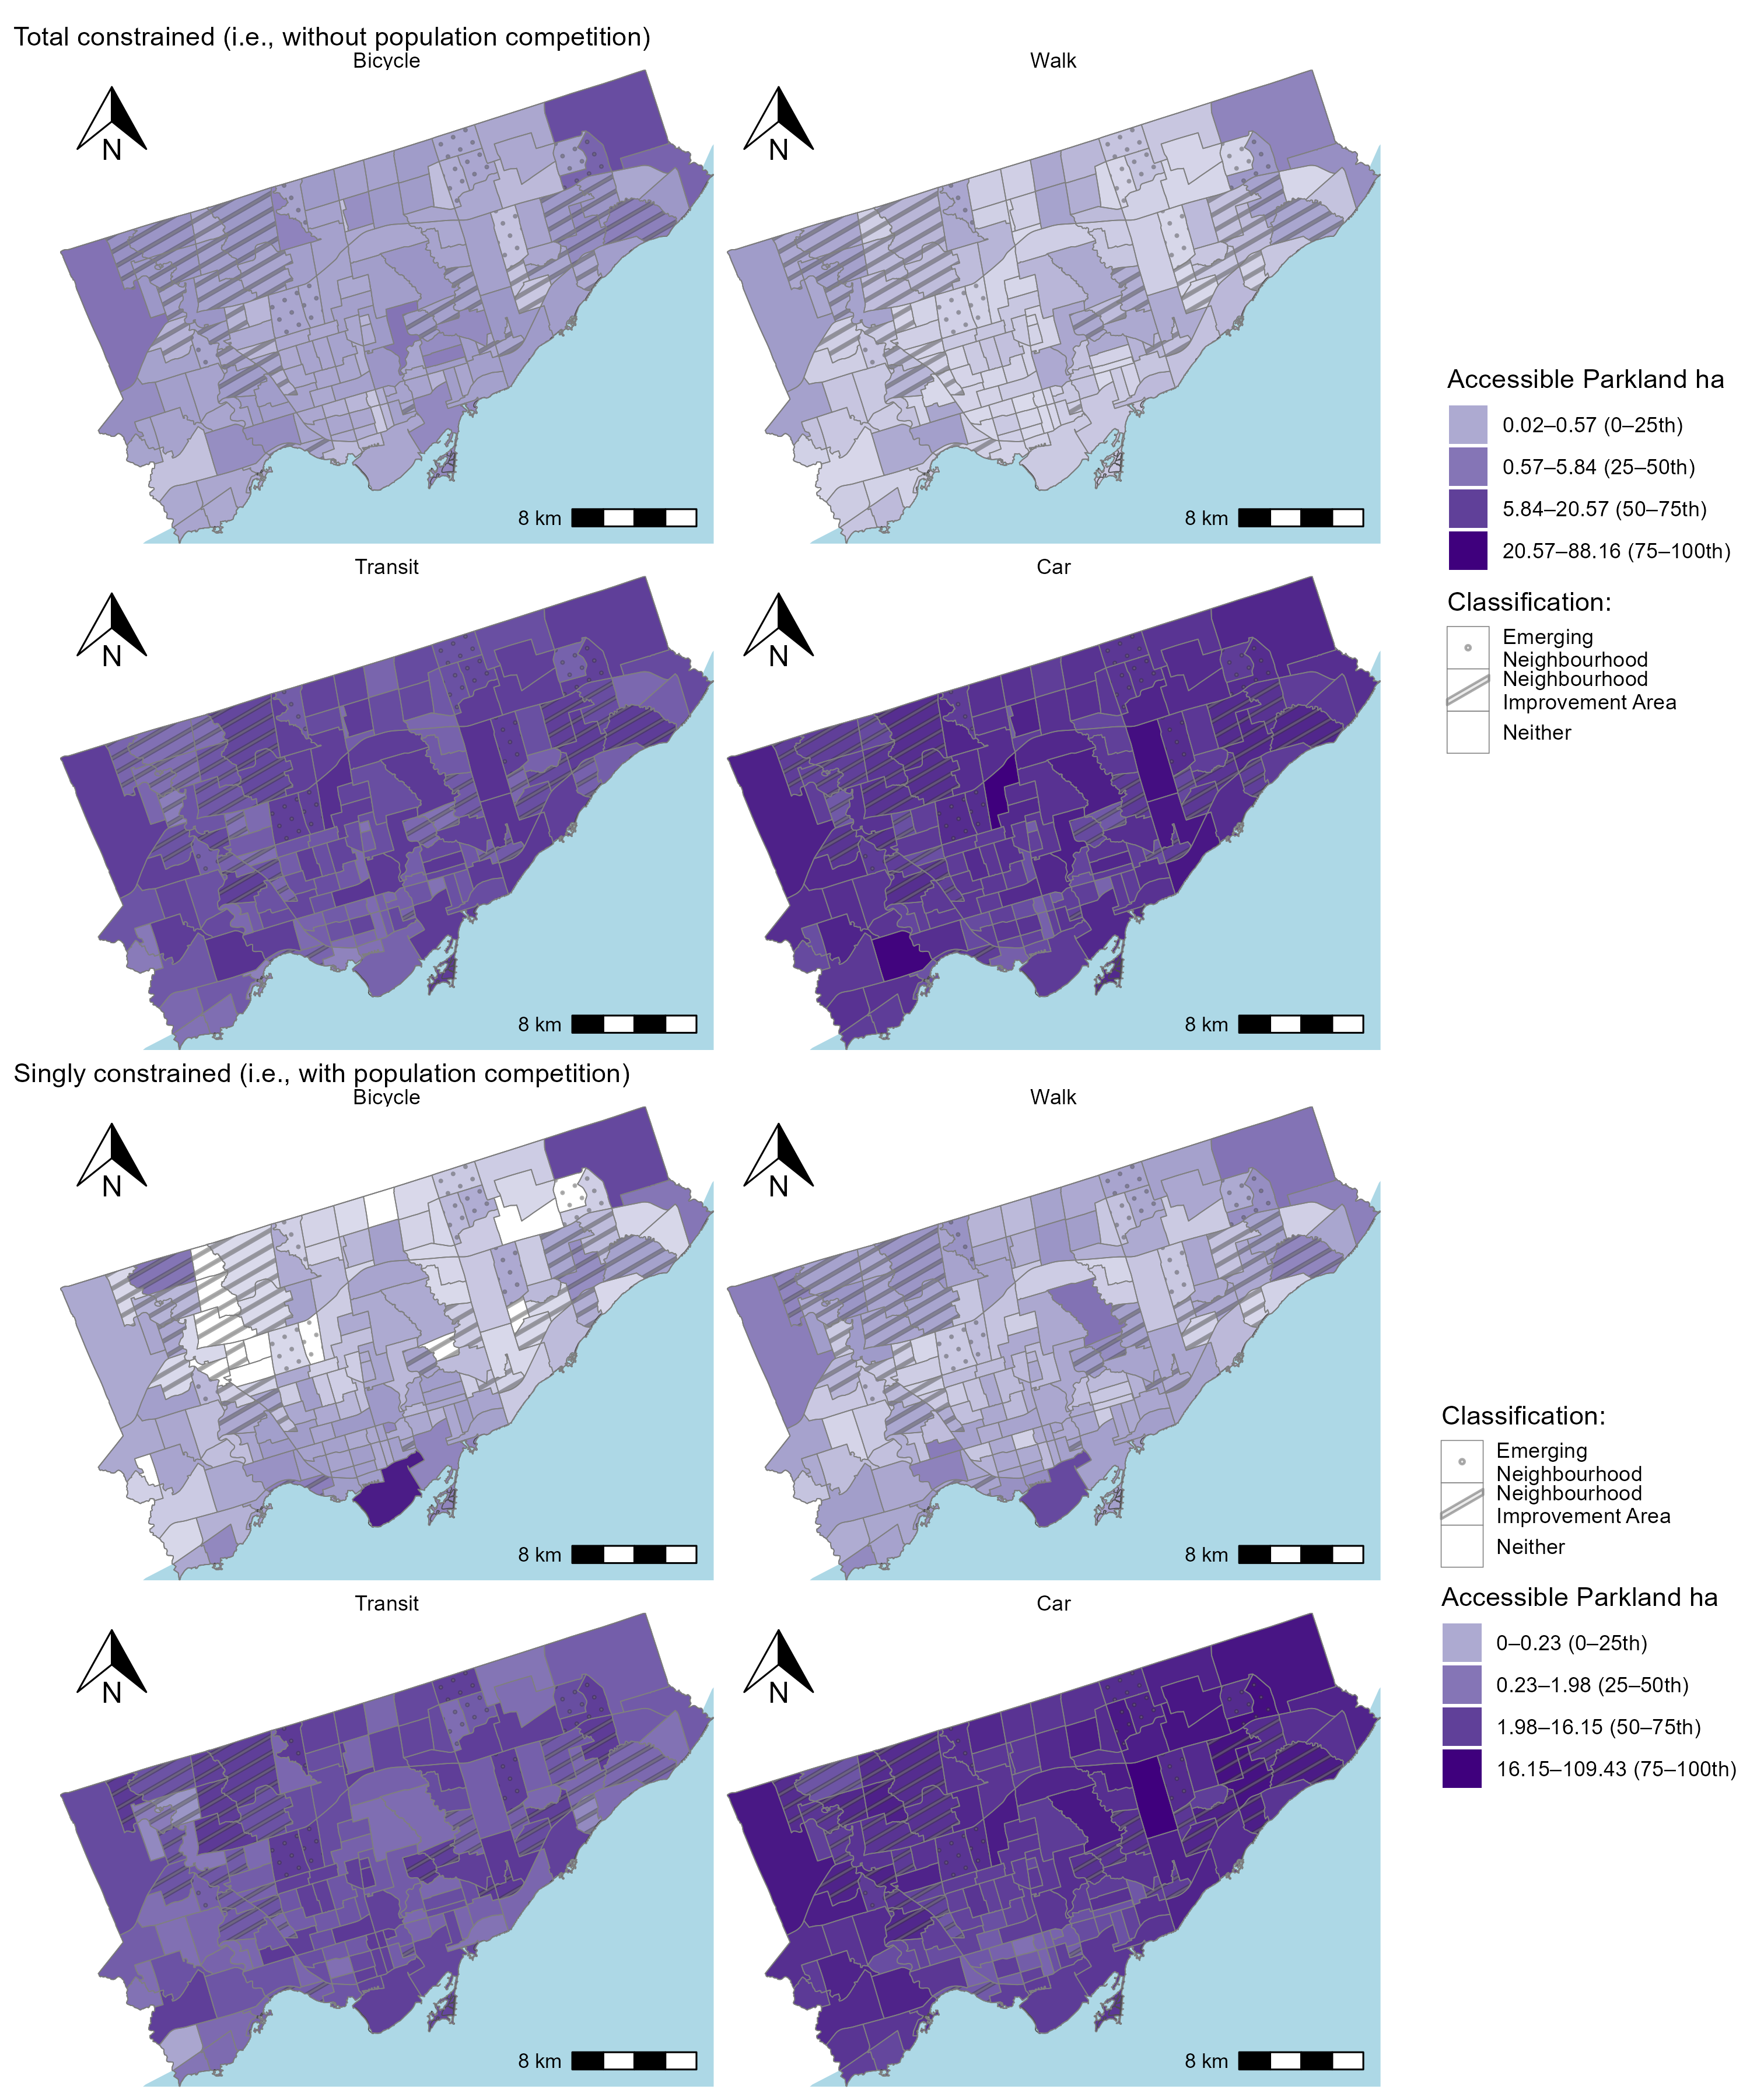 Total constrained (i.e., without population competition)
Bicycle
Walk
N
N
8 km
8 km
Transit
Car
N
N
8 km
8 km
Accessible Parkland ha
0.02–0.57 (0–25th)
0.57–5.84 (25–50th)
5.84–20.57 (50–75th)
20.57–88.16 (75–100th)
Classification:
Emerging
Neighbourhood
Neighbourhood
Improvement Area
Neither
Singly constrained (i.e., with population competition)
Bicycle
Walk
N
N
8 km
8 km
Transit
Car
N
N
8 km
8 km
Classification:
Emerging
Neighbourhood
Neighbourhood
Improvement Area
Neither
Accessible Parkland ha
0–0.23 (0–25th)
0.23–1.98 (25–50th)
1.98–16.15 (50–75th)
16.15–109.43 (75–100th)